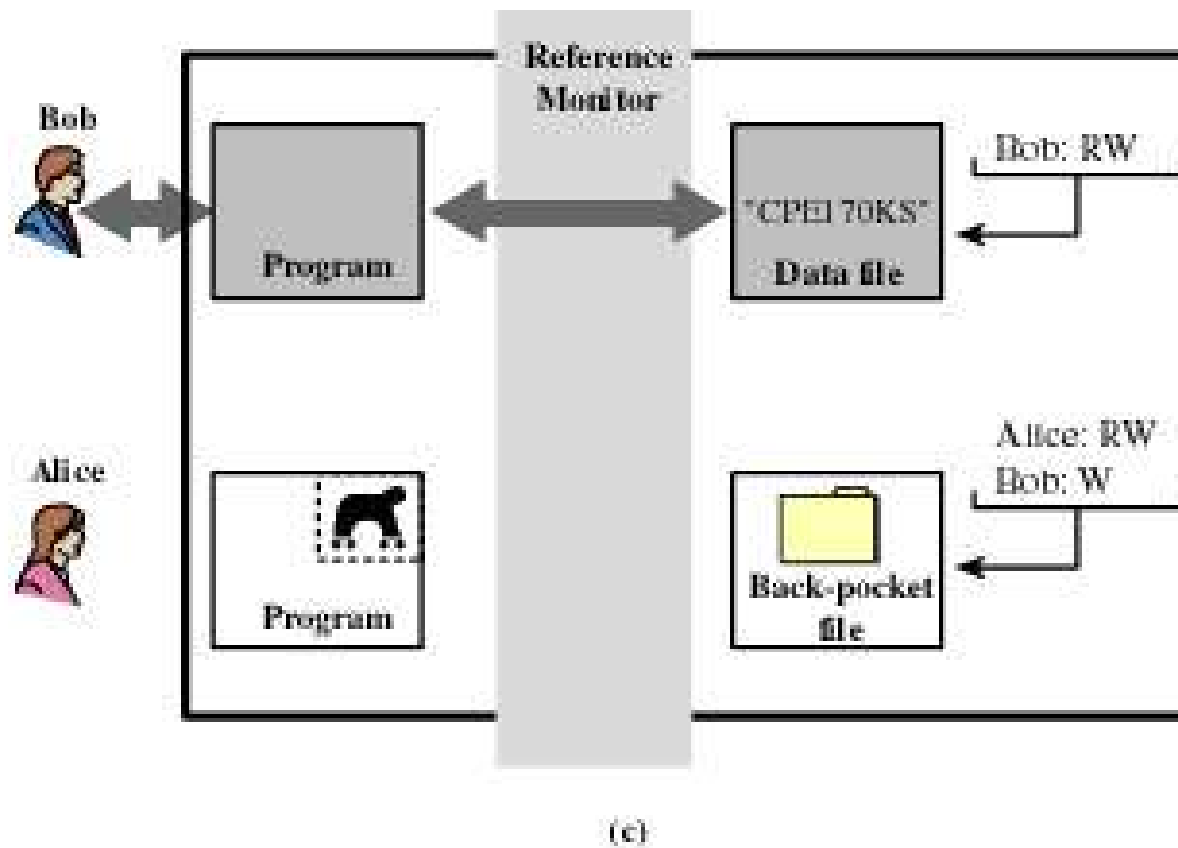 Reference
Monitor
Bob
Program
"CPE170KS"
Data file
Bob: RW
Alice
Program
Back-pocket
file
Alice: RW
Bob: W
(c)